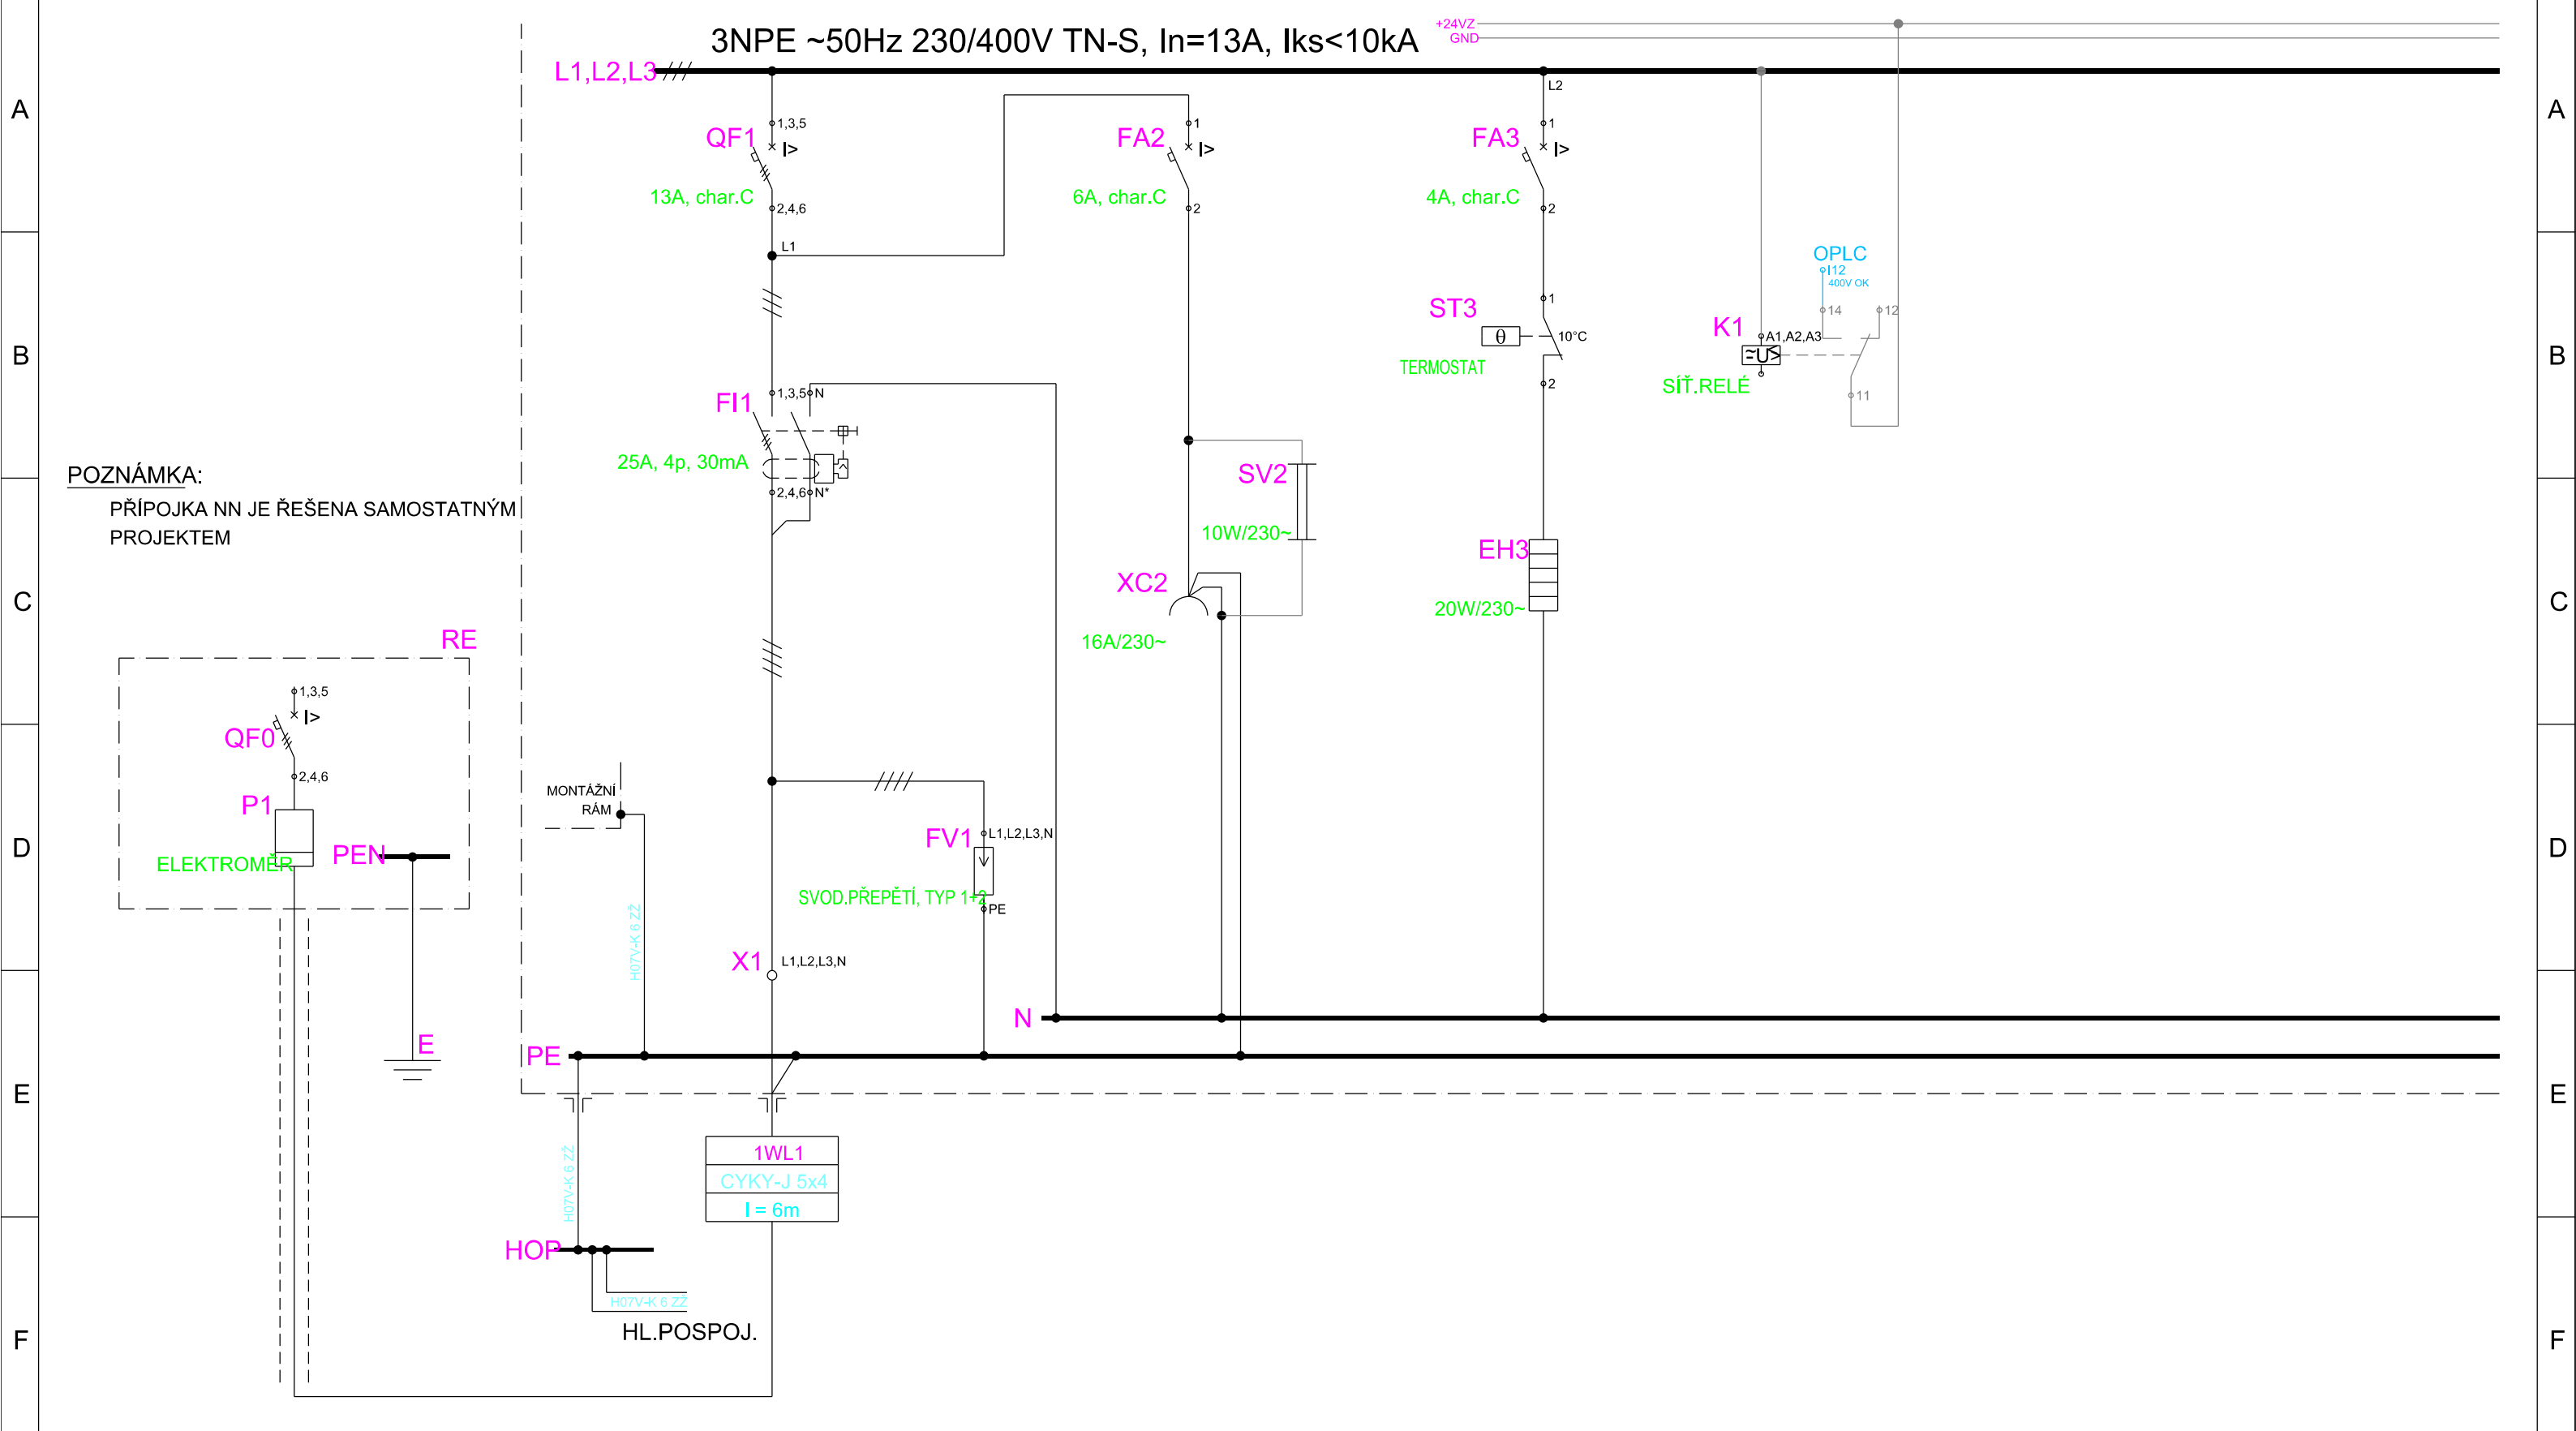 3NPE ~50Hz 230/400V TN-S, In=13A, Iks<10kA
+24VZ
GND
L1,L2,L3
L2
A
A
1,3,5
QF1
I>
13A, char.C
2,4,6
L1
1
FA2
I>
6A, char.C
2
1
FA3
I>
4A, char.C
2
OPLC
I12
400V OK
14
12
K1
A1,A2,A3
≂U<
SÍŤ.RELÉ
11
1
ST3
θ
10°C
TERMOSTAT
2
B
B
1,3,5
N
FI1
25A, 4p, 30mA
2,4,6
N*
POZNÁMKA:
PŘÍPOJKA NN JE ŘEŠENA SAMOSTATNÝM
PROJEKTEM
SV2
10W/230~
XC2
16A/230~
EH3
20W/230~
C
C
RE
1,3,5
I>
QF0
2,4,6
P1
ELEKTROMĚR
PEN
E
MONTÁŽNÍ
RÁM
H07V-K 6 ZŽ
FV1
L1,L2,L3,N
SVOD.PŘEPĚTÍ, TYP 1+2
PE
D
D
X1
L1,L2,L3,N
N
PE
E
E
H07V-K 6 ZŽ
1WL1
CYKY-J 5x4
l = 6m
HOP
H07V-K 6 ZŽ
HL.POSPOJ.
F
F